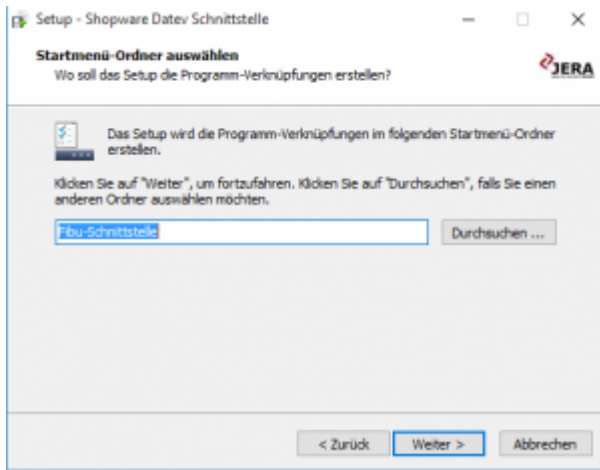 Setup - Shopware Datev Schnittstelle
Startmenü-Ordner auswählen
Wo soll das Setup die Programm-Verknüpfungen erstellen?
JERA
Das Setup wird die Programm-Verknüpfungen im folgenden Startmenü-Ordner
erstellen.
Klicken Sie auf "Weiter", um fortzufahren. Klicken Sie auf "Durchsuchen", falls Sie einen
anderen Ordner auswählen möchten.
Fibu-Schnittstelle
Durchsuchen ...
< Zurück
Weiter >
Abbrechen